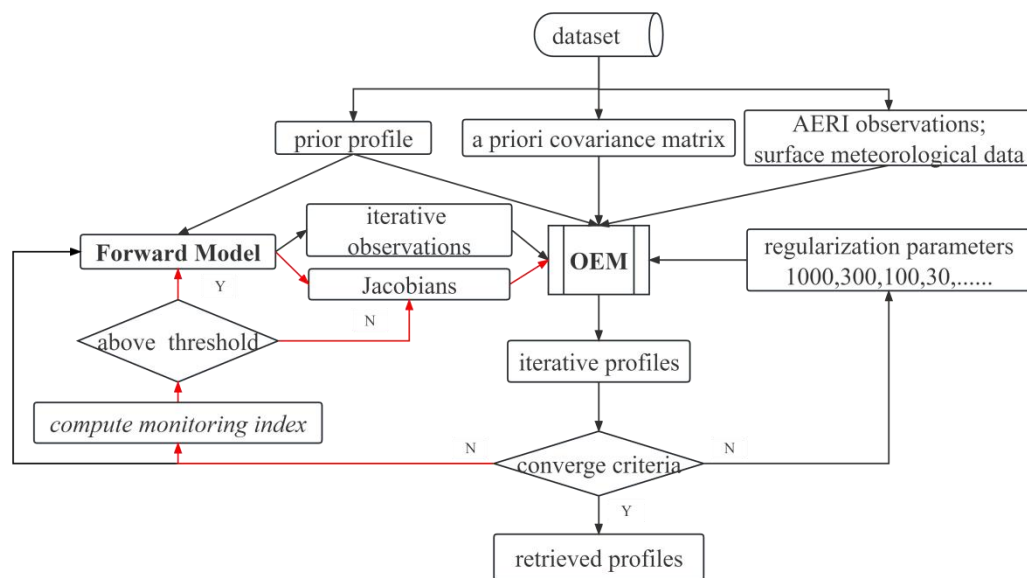 dataset
prior profile
a priori covariance matrix
AERI observations;
surface meteorological data
Forward Model
iterative
observations
Jacobians
OEM
regularization parameters
1000,300,100,30,......
Y
N
above threshold
iterative profiles
compute monitoring index
N
converge criteria
N
Y
retrieved profiles